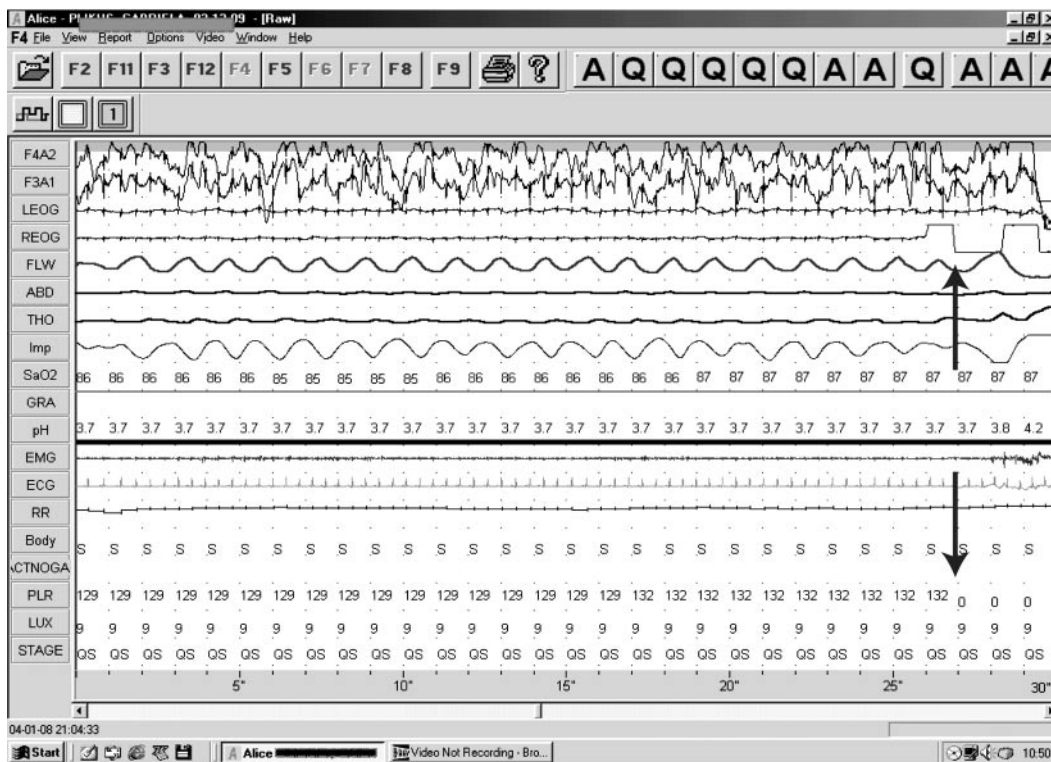 Alice - 09 - [Raw]
F4 File View Report Options Video Window Help
F2 F11 F3 F12 F4 F5 F6 F7 F8 F9 ? A Q Q Q Q Q A A Q A A A
1
F4A2
F3A1
LEOG
REOG
FLW
ABD
THO
Imp
SaO2 86 86 86 86 86 86 85 85 85 85 85 86 86 86 86 86 86 86 86 87 87 87 87 87 87 87 87 87 87 87
GRA
pH 3.7 3.7 3.7 3.7 3.7 3.7 3.7 3.7 3.7 3.7 3.7 3.7 3.7 3.7 3.7 3.7 3.7 3.7 3.7 3.7 3.7 3.7 3.7 3.7 3.7 3.7 3.7 3.7 3.8 4.2
EMG
ECG
RR
Body S S S S S S S S S S S S S S S S S S S S S S S S S S S S S S
ACTNOGA
PLR 129 129 129 129 129 129 129 129 129 129 129 129 129 129 129 129 132 132 132 132 132 132 132 132 132 132 132 0 0 0
LUX 9 9 9 9 9 9 9 9 9 9 9 9 9 9 9 9 9 9 9 9 9 9 9 9 9 9 9 9 9 9
STAGE QS QS QS QS QS QS QS QS QS QS QS QS QS QS QS QS QS QS QS QS QS QS QS QS QS QS QS QS QS QS
5" 10" 15" 20" 25" 30"
04-01-08 21:04:33
Start Alice Video Not Recording - Bro... 10:50